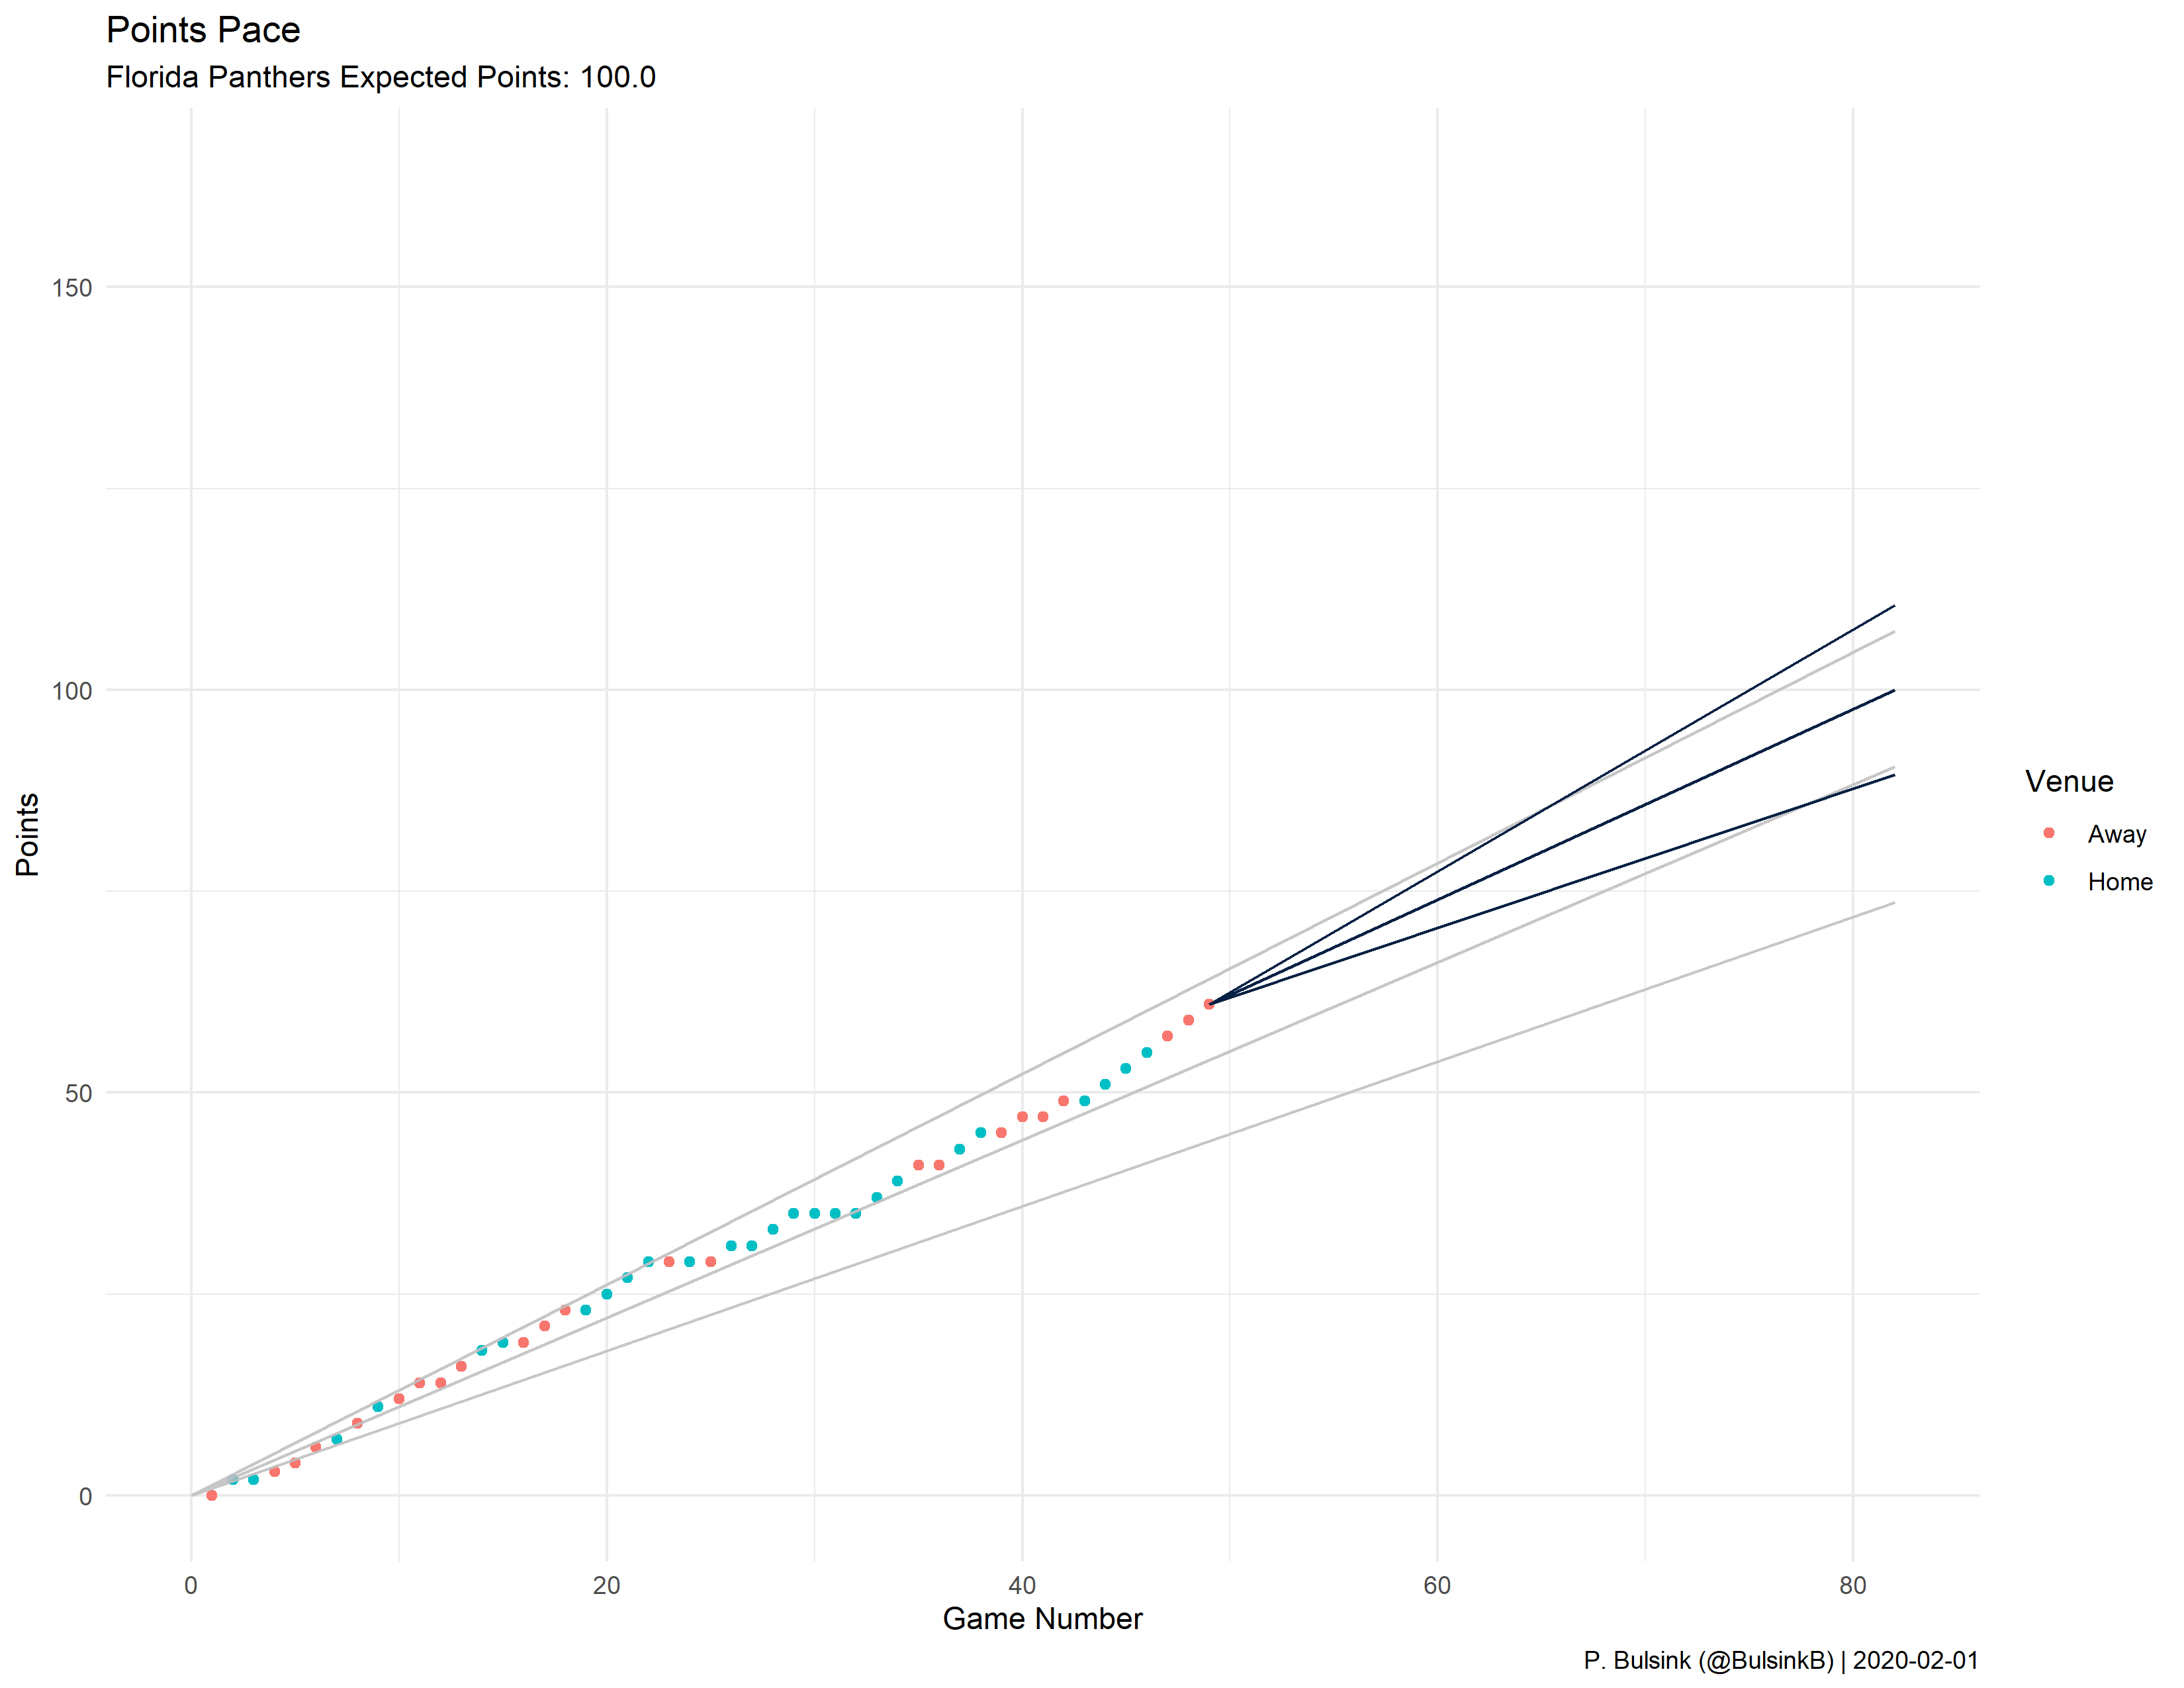 Points Pace
Florida Panthers Expected Points: 100.0
150
100
50
0
Points
0 20 40 60 80
Game Number
Venue
Away
Home
P. Bulsink (@BulsinkB) | 2020-02-01